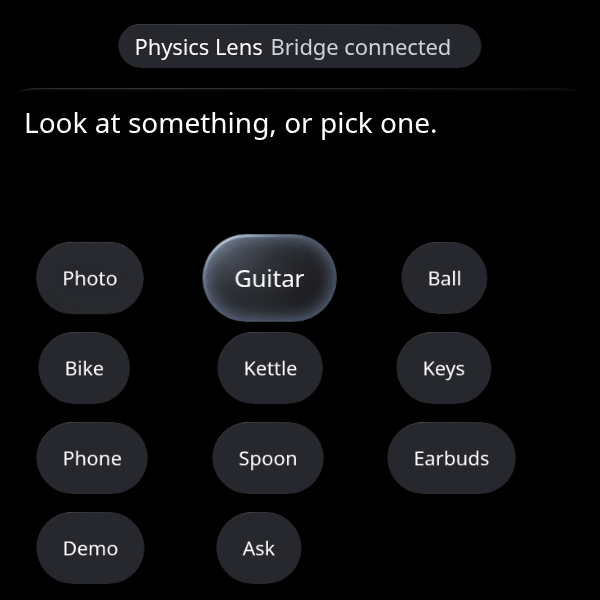 Physics Lens Bridge connected
Look at something, or pick one.
Photo Guitar Ball
Bike Kettle Keys
Phone Spoon Earbuds
Demo Ask